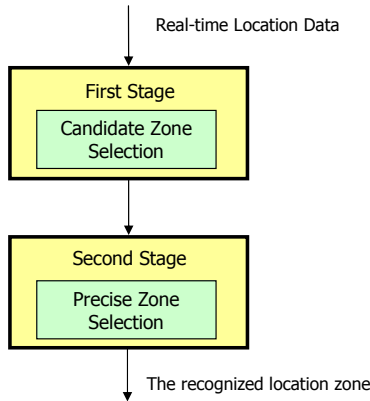 Real-time Location Data
First Stage
Candidate Zone
Selection
Second Stage
Precise Zone
Selection
The recognized location zone